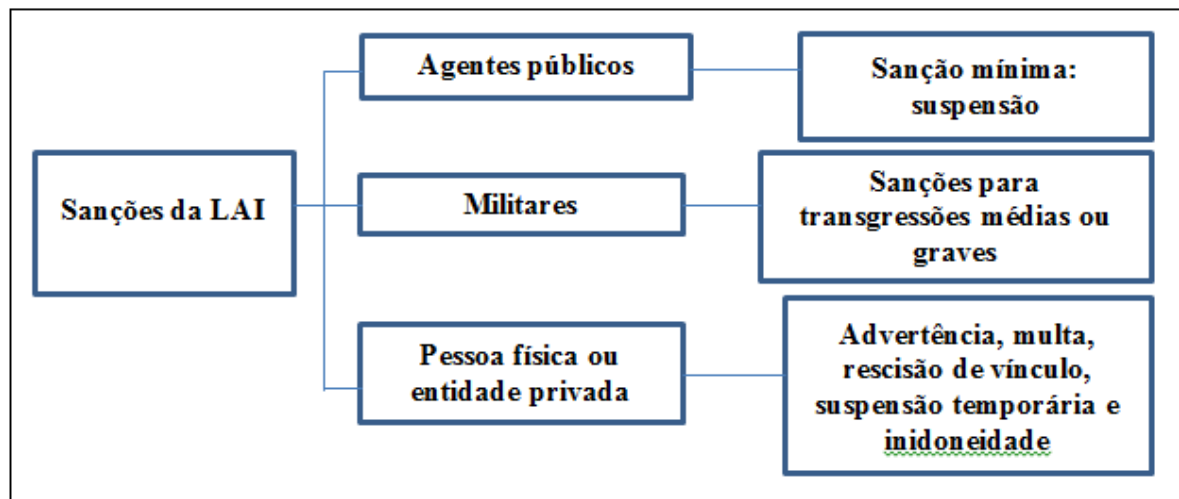 Sanções da LAI
Agentes públicos
Sanção mínima:
suspensão
Militares
Sanções para
transgressões médias ou
graves
Pessoa física ou
entidade privada
Advertência, multa,
rescisão de vínculo,
suspensão temporária e
inidoneidade